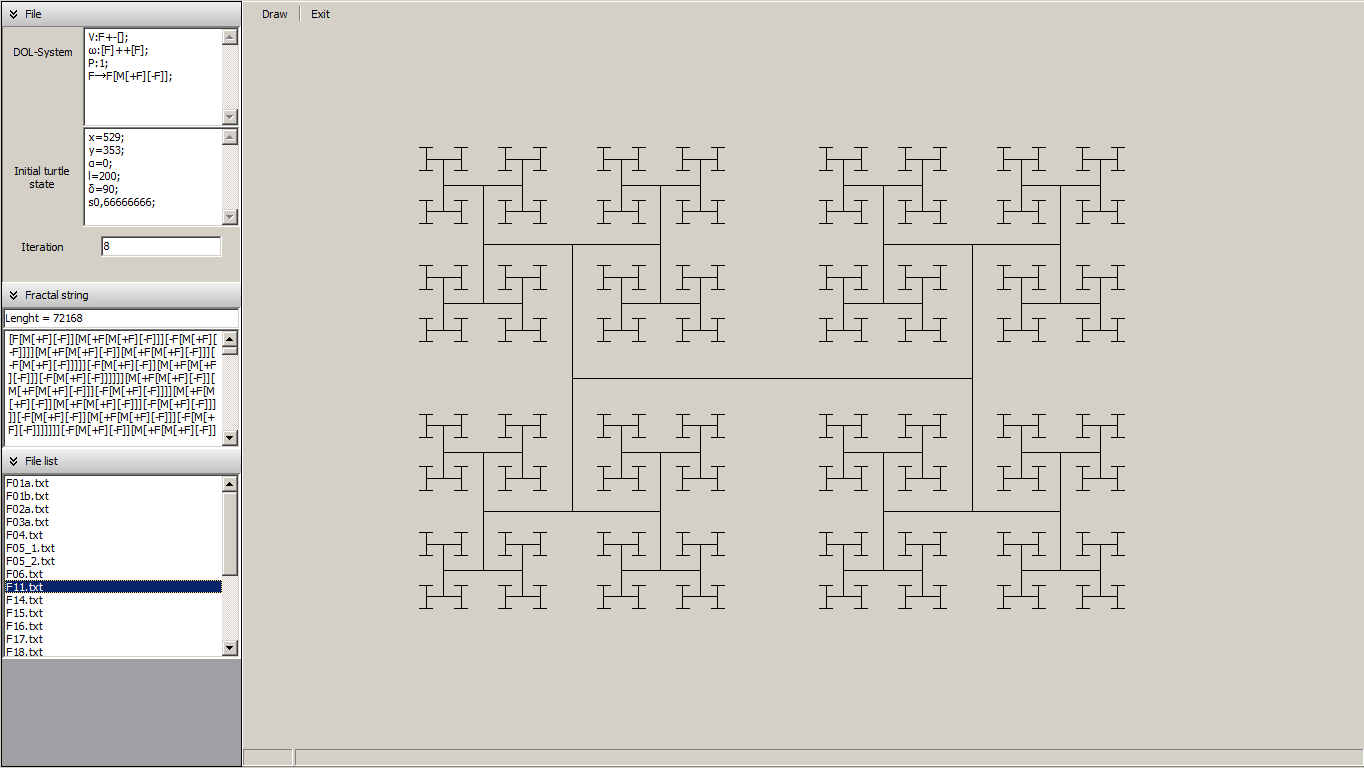 File
Draw
Exit
DOL-System
V:F+-[];
ω:[F]++[F];
P:1;
F→F[M[+F][-F]];
Initial turtle
state
x=529;
y=353;
α=0;
l=200;
δ=90;
s0,66666666;
Iteration
8
Fractal string
Lenght = 72168
[F[M[+F][-F]][M[+F[M[+F][-F]]][-F[M[+F][
-F]]]][M[+F[M[+F][-F]][M[+F[M[+F][-F]]][
-F[M[+F][-F]]]]][-F[M[+F][-F]][M[+F[M[+F
][-F]]][-F[M[+F][-F]]]]]][M[+F[M[+F][-F]][
M[+F[M[+F][-F]]][-F[M[+F][-F]]]][M[+F[M
[+F][-F]][M[+F[M[+F][-F]]][-F[M[+F][-F]]]
]][-F[M[+F][-F]][M[+F[M[+F][-F]]][-F[M[+
F][-F]]]]]]][-F[M[+F][-F]][M[+F[M[+F][-F]]
File list
F01a.txt
F01b.txt
F02a.txt
F03a.txt
F04.txt
F05_1.txt
F05_2.txt
F06.txt
F11.txt
F14.txt
F15.txt
F16.txt
F17.txt
F18.txt